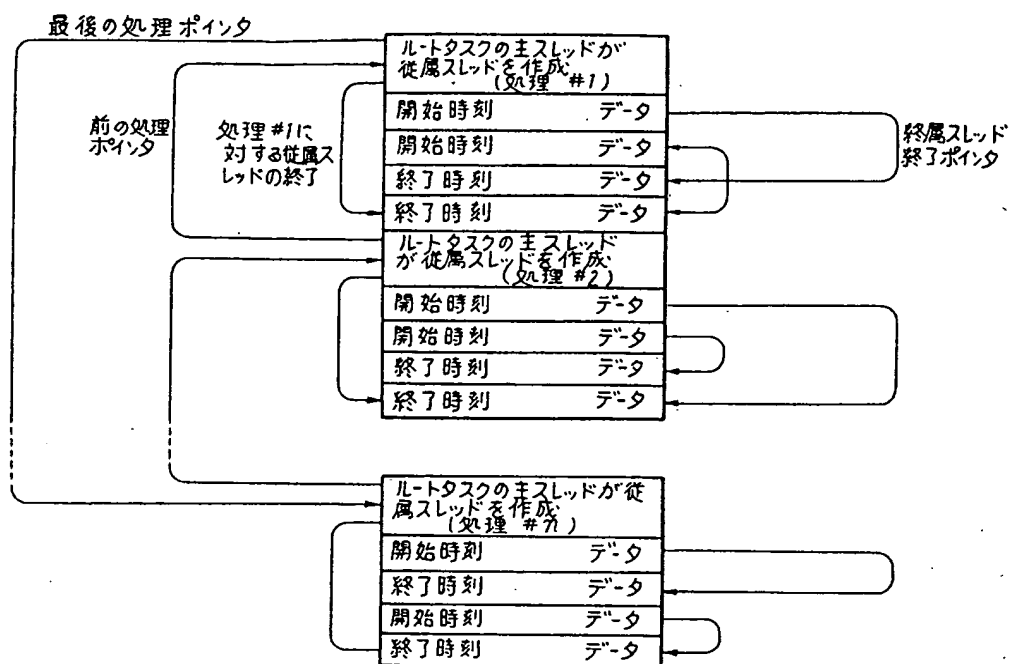 最後の処理ポインタ
ルートタスクの主スレッドが
従属スレッドを作成
(処理 #1)
前の処理
ポインタ
処理#1に
対する従属ス
レッドの終了
開始時刻 データ
開始時刻 データ
終了時刻 データ
終了時刻 データ
終属スレッド
終了ポインタ
ルートタスクの主スレッド
が従属スレッドを作成
(処理 #2)
開始時刻 データ
開始時刻 データ
終了時刻 データ
終了時刻 データ
ルートタスクの主スレッドが従
属スレッドを作成
(処理 #n)
開始時刻 データ
終了時刻 データ
開始時刻 データ
終了時刻 データ